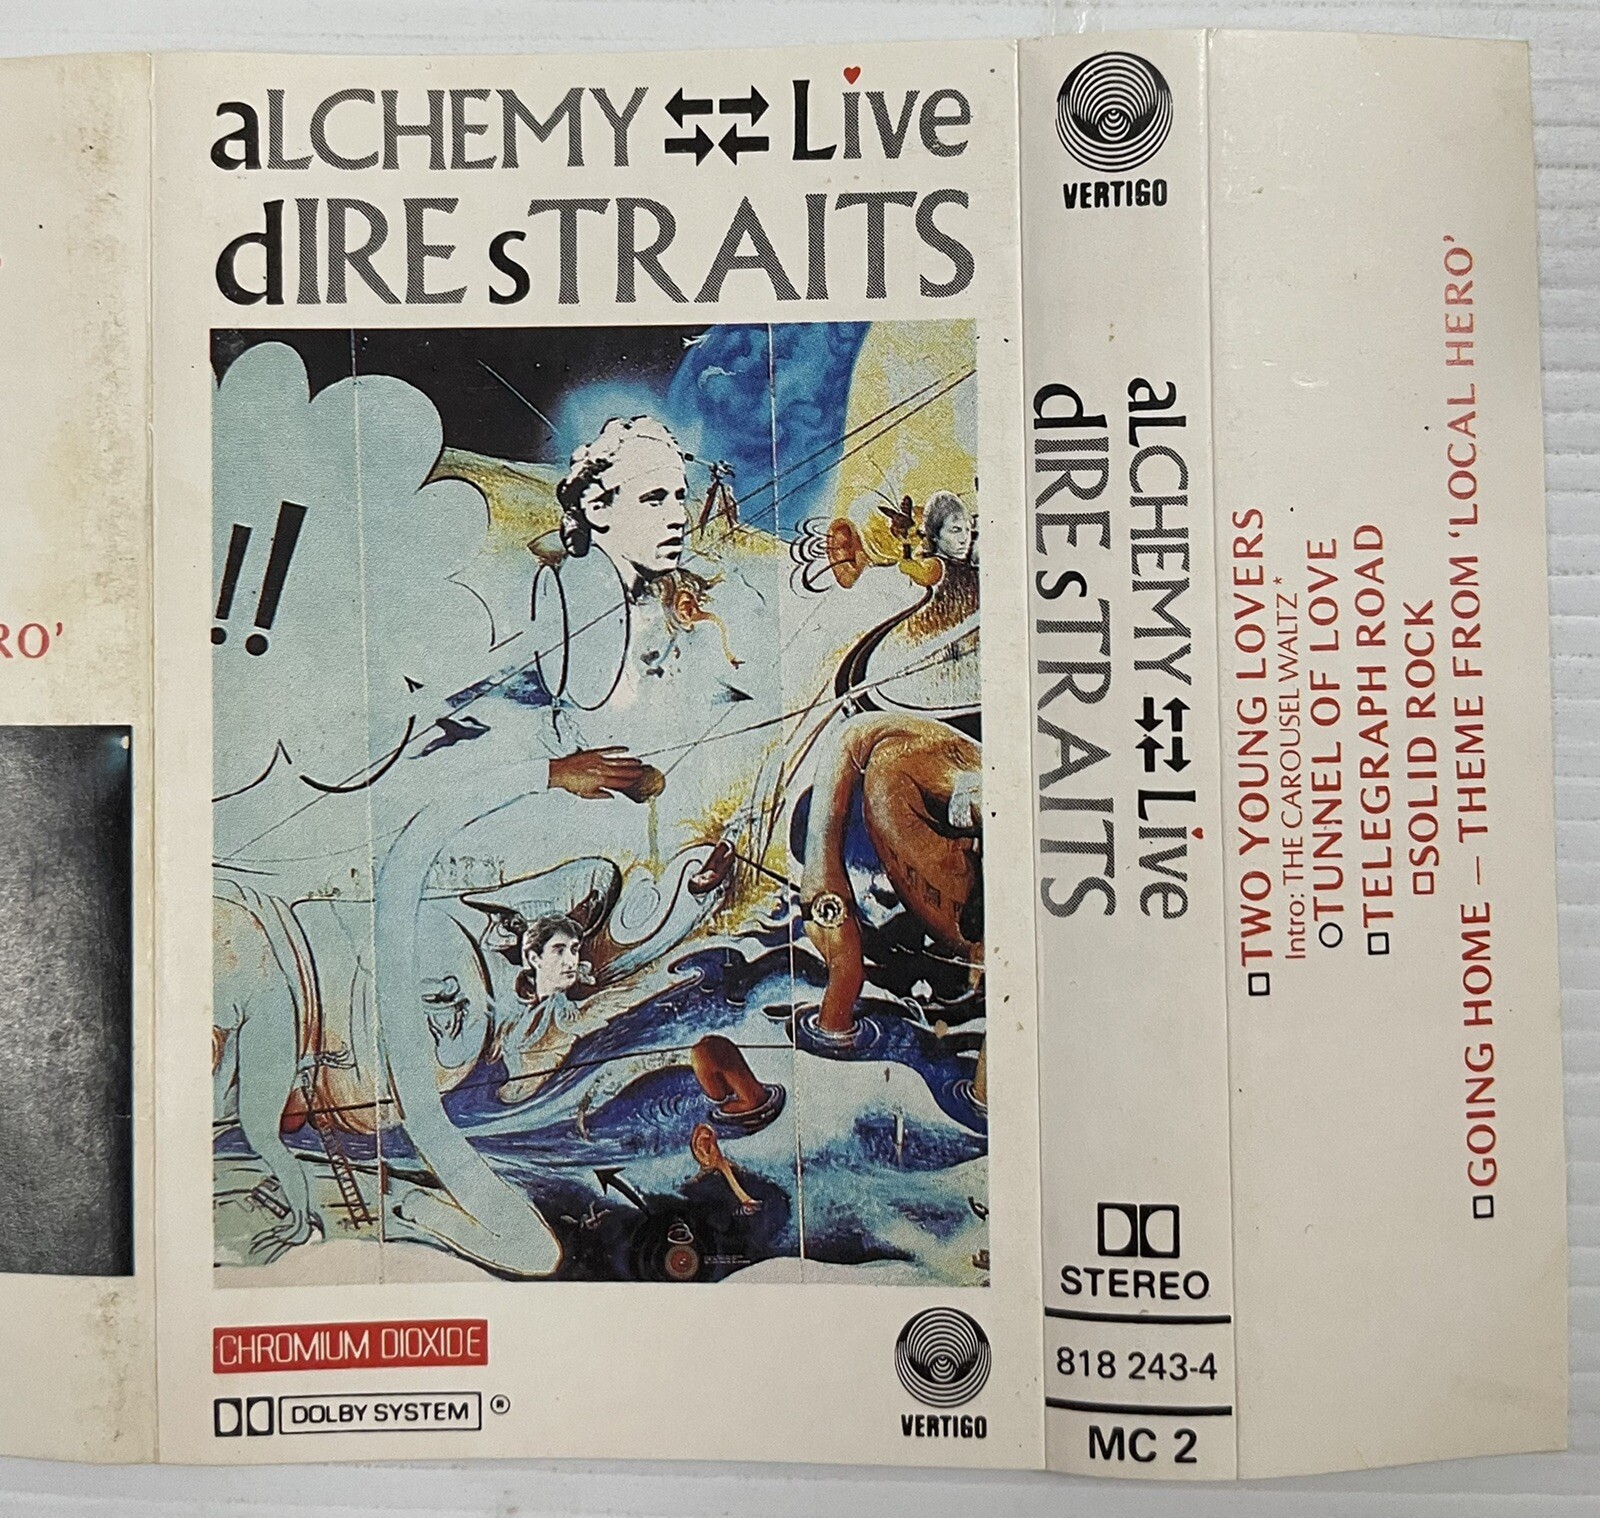 RO'
aLCHEMY Live
dIRE sTRAITS
!!
CHROMIUM DIOXIDE
DOLBY SYSTEM ®
VERTIGO
VERTIGO
aLCHEMY Live
dIRE sTRAITS
STEREO
818 243-4
MC 2
TWO YOUNG LOVERS
Intro: THE CAROUSEL WALTZ*
TUNNEL OF LOVE
TELEGRAPH ROAD
SOLID ROCK
GOING HOME – THEME FROM 'LOCAL HERO'